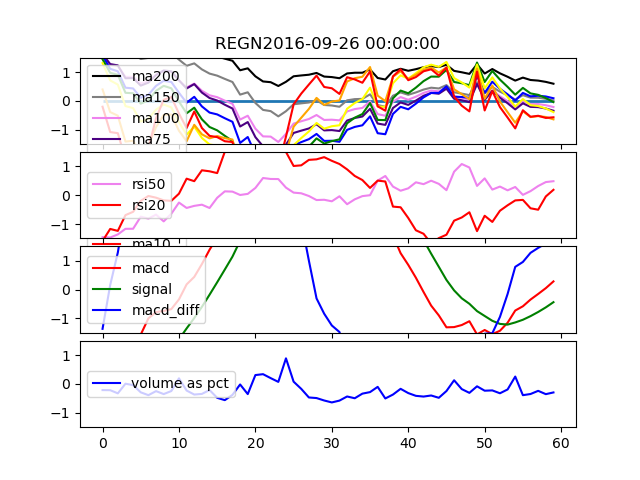 REGN2016-09-26 00:00:00
1
0
−1
ma200
ma150
ma100
ma75
1
0
−1
rsi50
rsi20
ma10
1
0
−1
macd
signal
macd_diff
1
0
−1
volume as pct
0 10 20 30 40 50 60